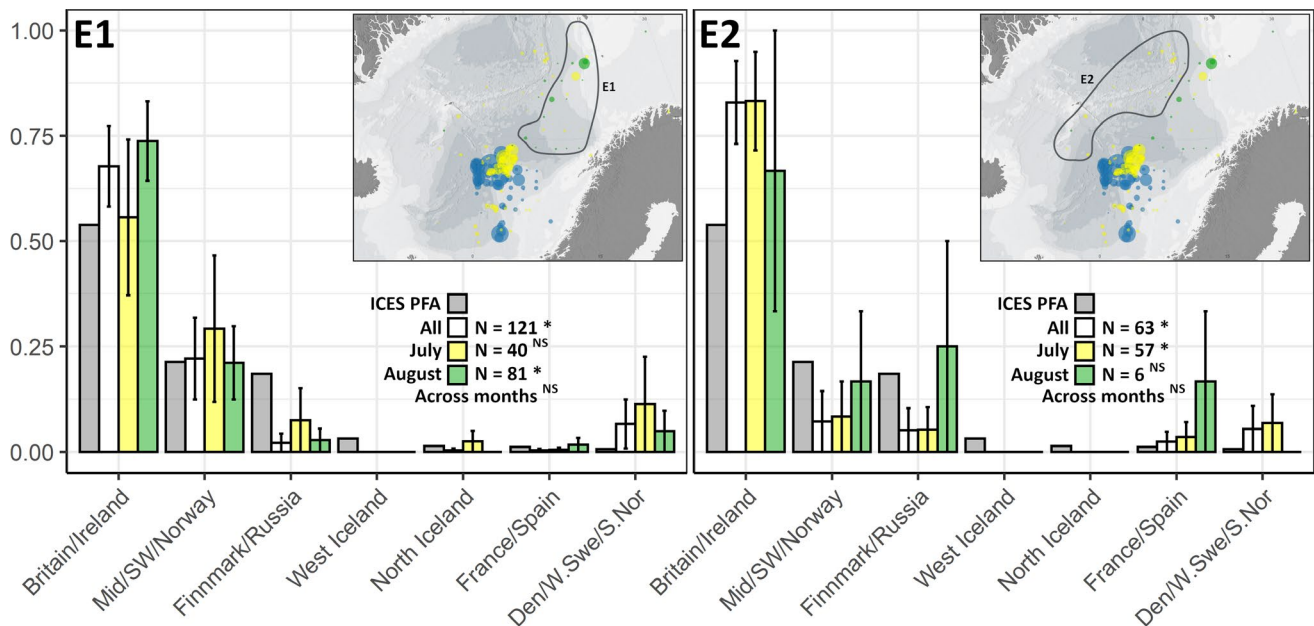 E1
E2
1.00
0.75
0.50
0.25
0.00
E1
ICES PFA
All N = 121 *
July N = 40 NS
August N = 81 *
Across months NS
E2
ICES PFA
All N = 63 *
July N = 57 *
August N = 6 NS
Across months NS
Britain/Ireland
Mid/SW/Norway
Finnmark/Russia
West Iceland
North Iceland
France/Spain
Den/W.Swe/S.Nor
Britain/Ireland
Mid/SW/Norway
Finnmark/Russia
West Iceland
North Iceland
France/Spain
Den/W.Swe/S.Nor